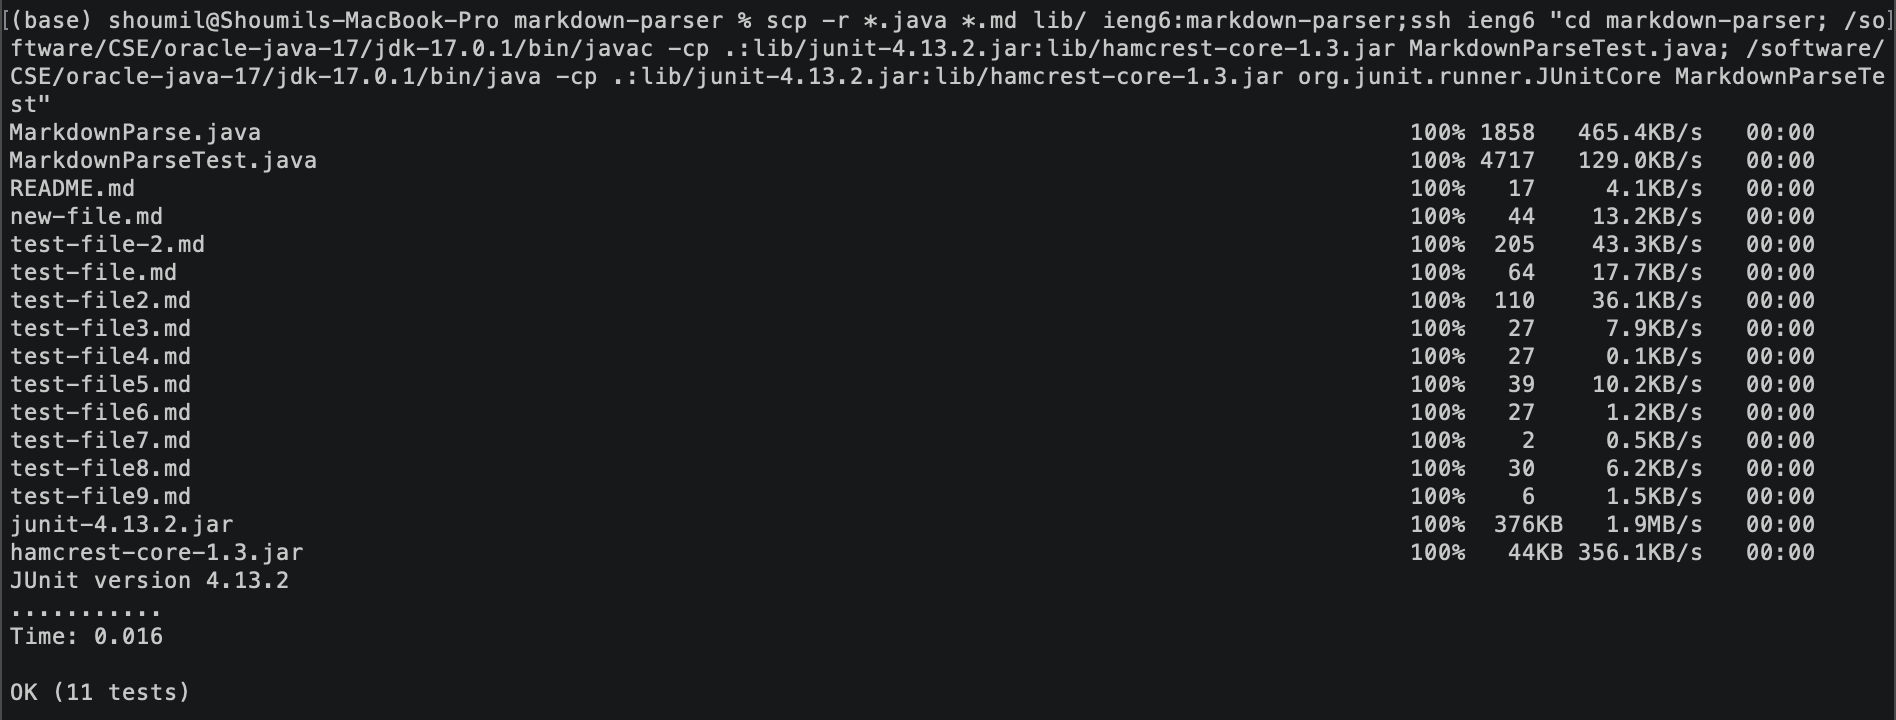 [(base) shoumil@Shoumils-MacBook-Pro markdown-parser % scp -r *.java *.md lib/ ieng6:markdown-parser;ssh ieng6 "cd markdown-parser; /so]
ftware/CSE/oracle-java-17/jdk-17.0.1/bin/javac -cp .:lib/junit-4.13.2.jar:lib/hamcrest-core-1.3.jar MarkdownParseTest.java; /software/
CSE/oracle-java-17/jdk-17.0.1/bin/java -cp .:lib/junit-4.13.2.jar:lib/hamcrest-core-1.3.jar org.junit.runner.JUnitCore MarkdownParseTe
st"
MarkdownParse.java 100% 1858 465.4KB/s 00:00
MarkdownParseTest.java 100% 4717 129.0KB/s 00:00
README.md 100% 17 4.1KB/s 00:00
new-file.md 100% 44 13.2KB/s 00:00
test-file-2.md 100% 205 43.3KB/s 00:00
test-file.md 100% 64 17.7KB/s 00:00
test-file2.md 100% 110 36.1KB/s 00:00
test-file3.md 100% 27 7.9KB/s 00:00
test-file4.md 100% 27 0.1KB/s 00:00
test-file5.md 100% 39 10.2KB/s 00:00
test-file6.md 100% 27 1.2KB/s 00:00
test-file7.md 100% 2 0.5KB/s 00:00
test-file8.md 100% 30 6.2KB/s 00:00
test-file9.md 100% 6 1.5KB/s 00:00
junit-4.13.2.jar 100% 376KB 1.9MB/s 00:00
hamcrest-core-1.3.jar 100% 44KB 356.1KB/s 00:00
JUnit version 4.13.2
...........
Time: 0.016
OK (11 tests)